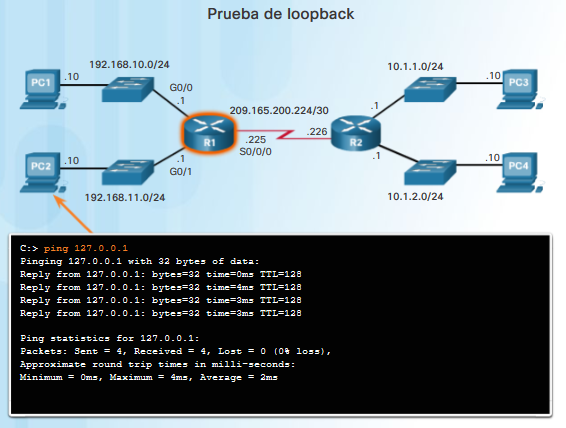 Prueba de loopback
192.168.10.0/24
10.1.1.0/24
PC1
.10
G0/0
.1
.10
PC3
209.165.200.224/30
R1
.225
S0/0/0
.226
R2
.1
.1
PC2
.10
.1
G0/1
192.168.11.0/24
.10
PC4
10.1.2.0/24
C:> ping 127.0.0.1
Pinging 127.0.0.1 with 32 bytes of data:
Reply from 127.0.0.1: bytes=32 time=0ms TTL=128
Reply from 127.0.0.1: bytes=32 time=4ms TTL=128
Reply from 127.0.0.1: bytes=32 time=3ms TTL=128
Reply from 127.0.0.1: bytes=32 time=3ms TTL=128
Ping statistics for 127.0.0.1:
Packets: Sent = 4, Received = 4, Lost = 0 (0% loss),
Approximate round trip times in milli-seconds:
Minimum = 0ms, Maximum = 4ms, Average = 2ms